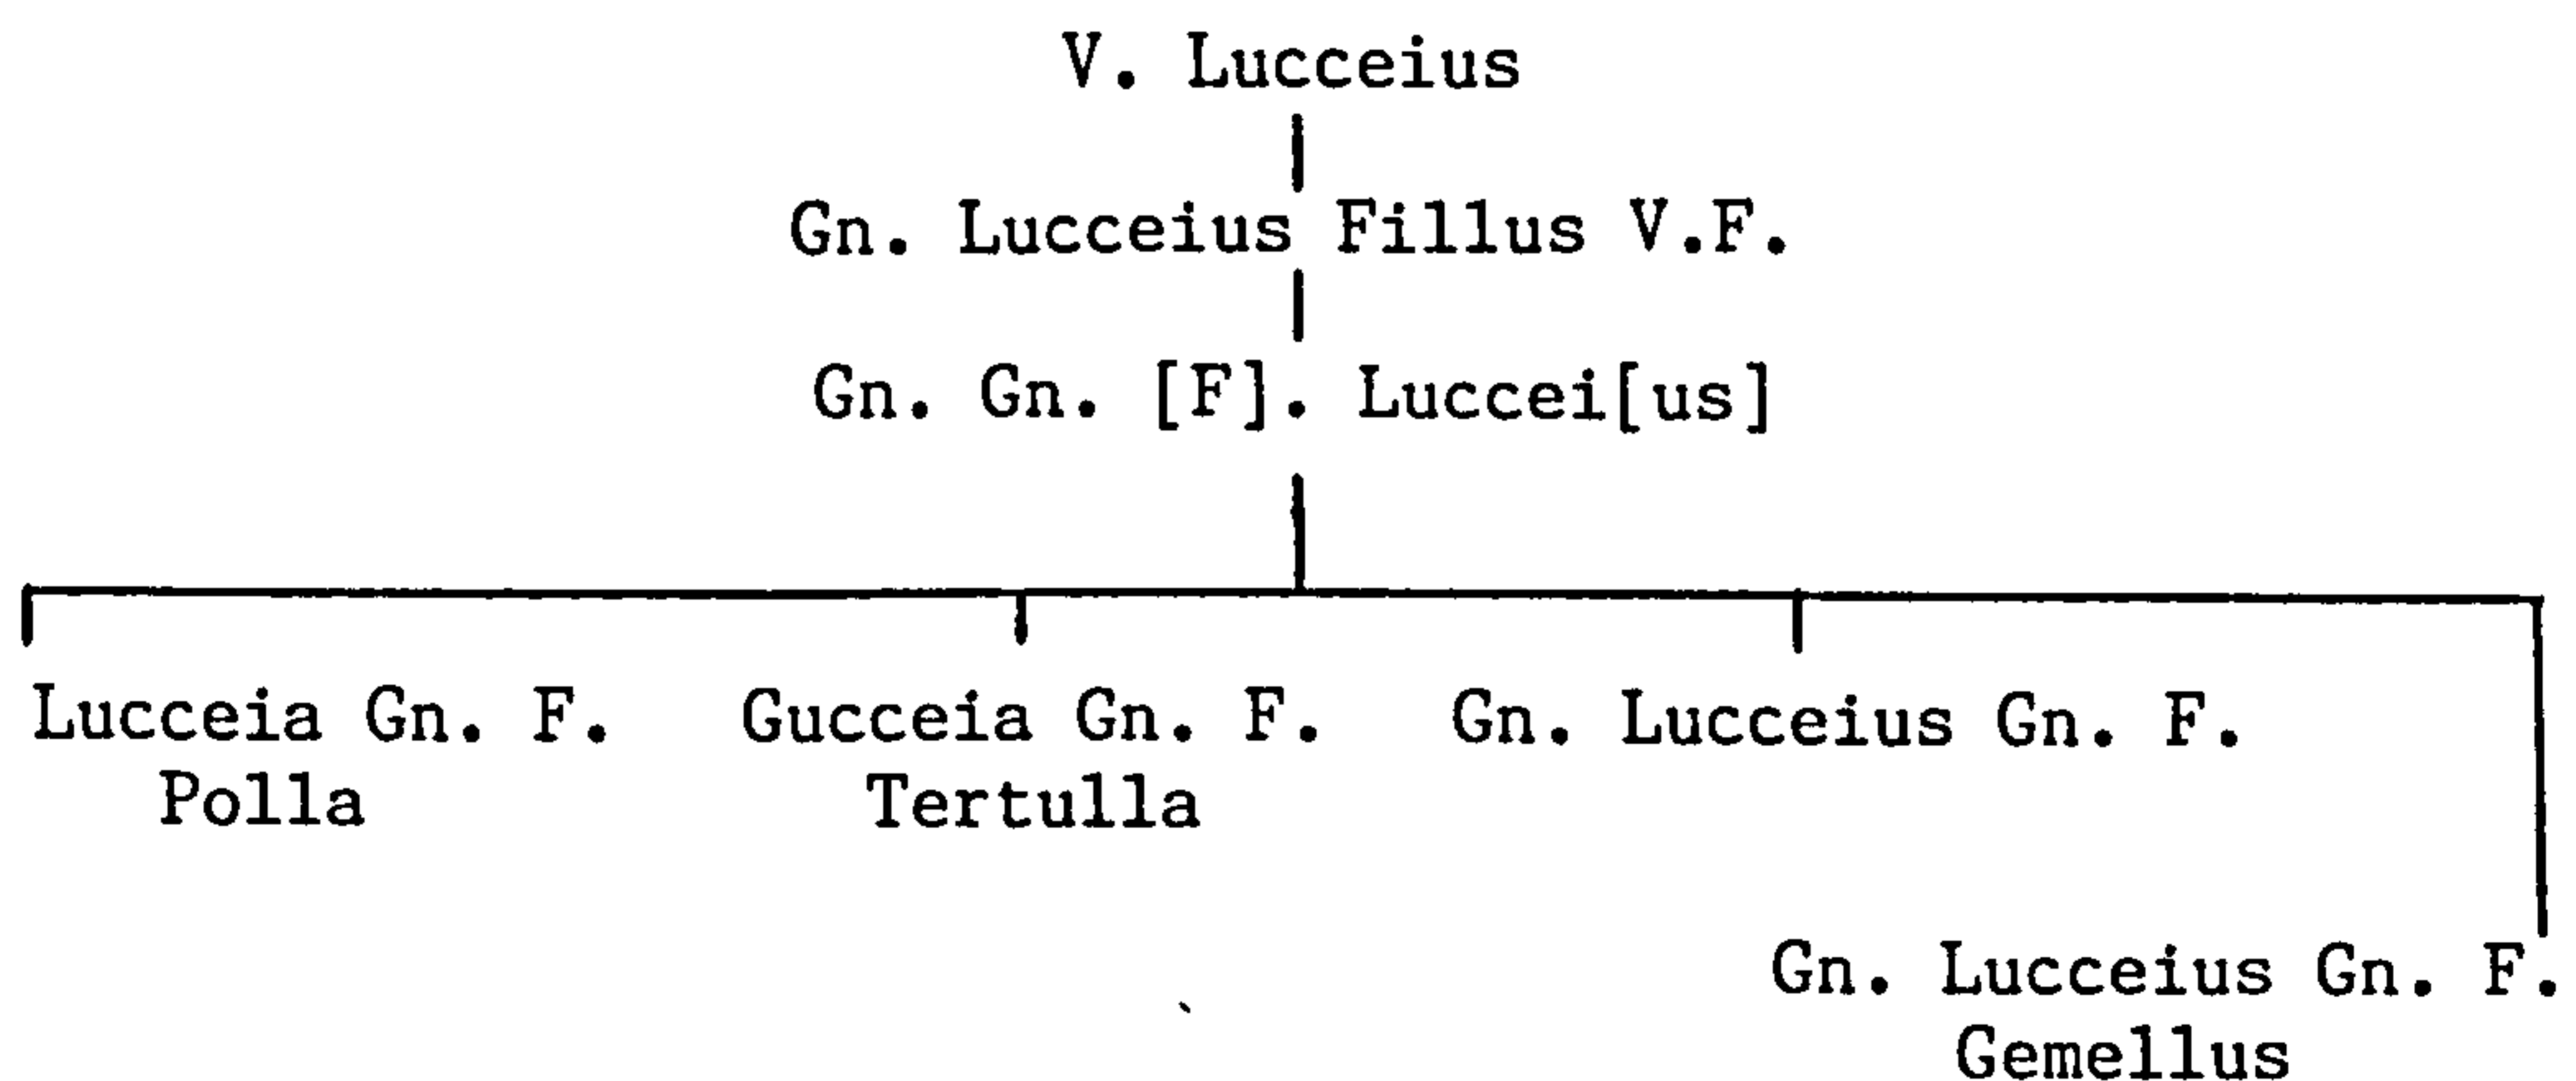 V. Lucceius
Gn. Lucceius Fillus V.F.
Gn. Gn. [F]. Luccei[us]
Lucceia Gn. F. Gucceia Gn. F. Gn. Lucceius Gn. F.
Polla Tertulla
Gn. Lucceius Gn. F.
Gemellus